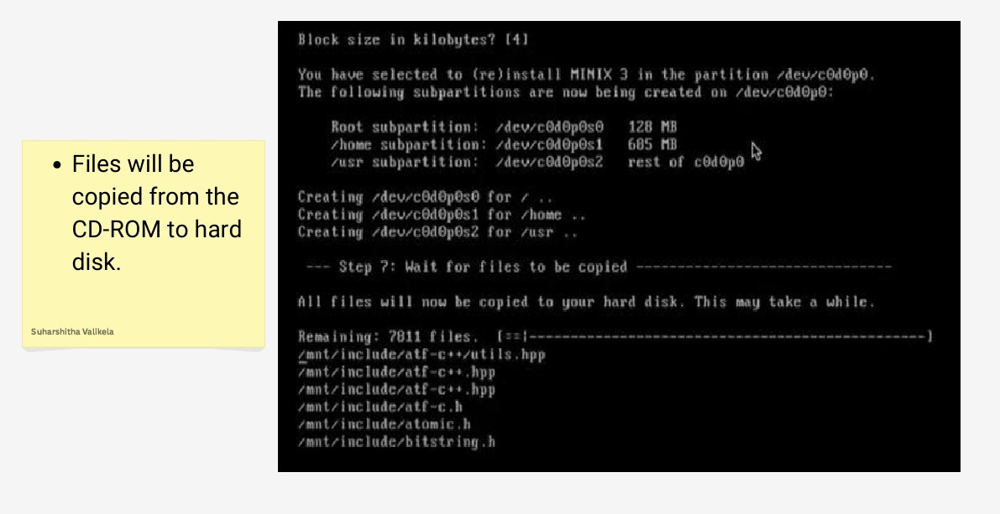 • Files will be
copied from the
CD-ROM to hard
disk.
Suharshitha Valikela
Block size in kilobytes? [4]
You have selected to (re)install MINIX 3 in the partition /dev/c0d0p0.
The following subpartitions are now being created on /dev/c0d0p0:
Root subpartition: /dev/c0d0p0s0 128 MB
/home subpartition: /dev/c0d0p0s1 685 MB
/usr subpartition: /dev/c0d0p0s2 rest of c0d0p0
Creating /dev/c0d0p0s0 for / ..
Creating /dev/c0d0p0s1 for /home ..
Creating /dev/c0d0p0s2 for /usr ..
--- Step 7: Wait for files to be copied -------------------------------
All files will now be copied to your hard disk. This may take a while.
Remaining: 7811 files. [==|------------------------------------------------]
/mnt/include/atf-c++/utils.hpp
/mnt/include/atf-c++.hpp
/mnt/include/atf-c++.hpp
/mnt/include/atf-c.h
/mnt/include/atomic.h
/mnt/include/bitstring.h